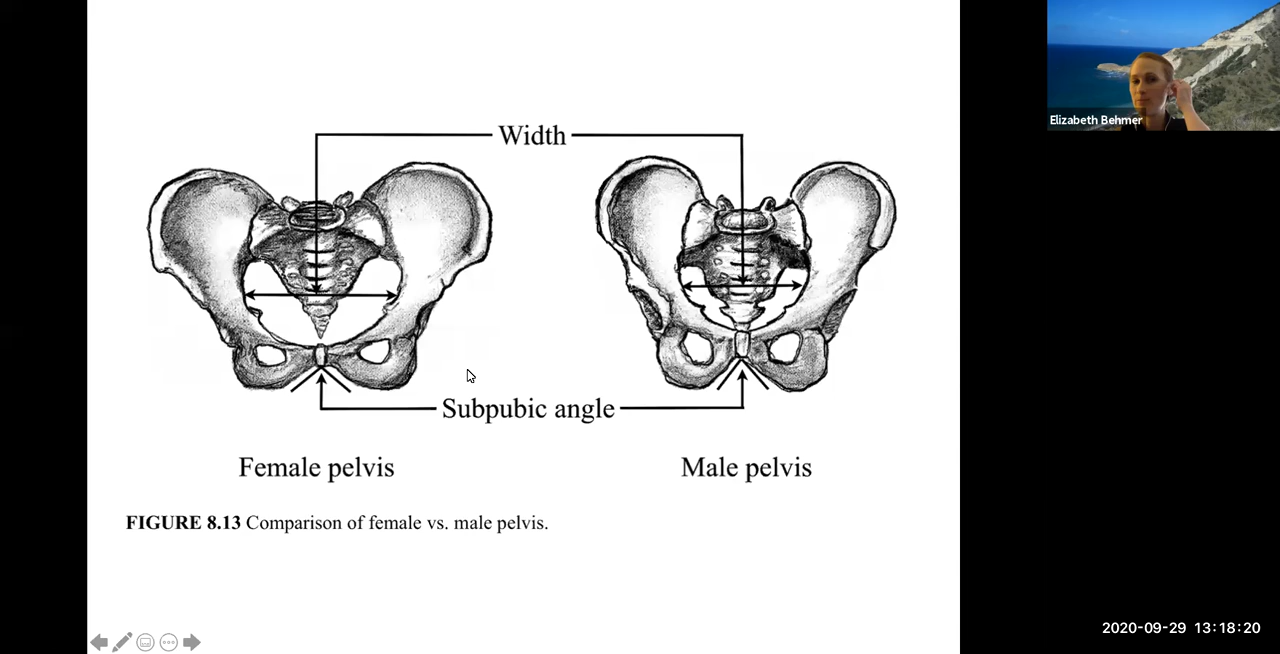 Elizabeth Behmer
Width
Subpubic angle
Female pelvis
Male pelvis
FIGURE 8.13 Comparison of female vs. male pelvis.
2020-09-29 13:18:20